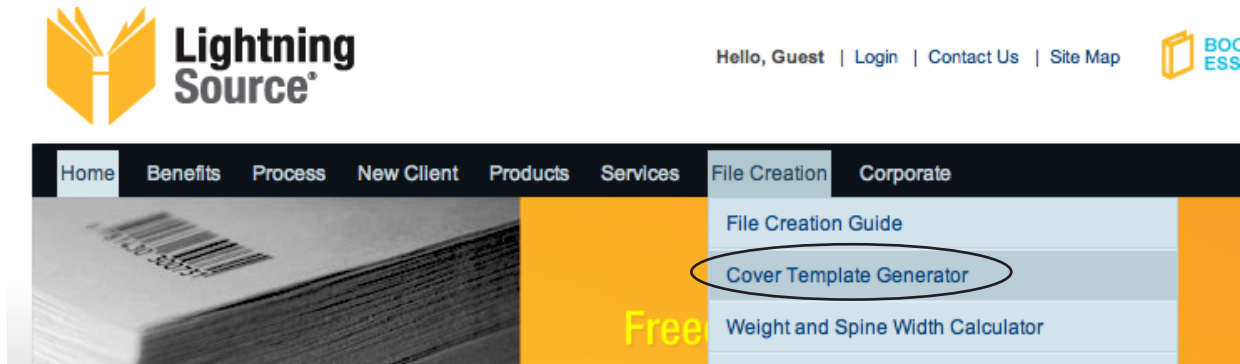 Lightning
Source®
Hello, Guest | Login | Contact Us | Site Map
Home Benefits Process New Client Products Services File Creation Corporate
File Creation Guide
Cover Template Generator
Weight and Spine Width Calculator